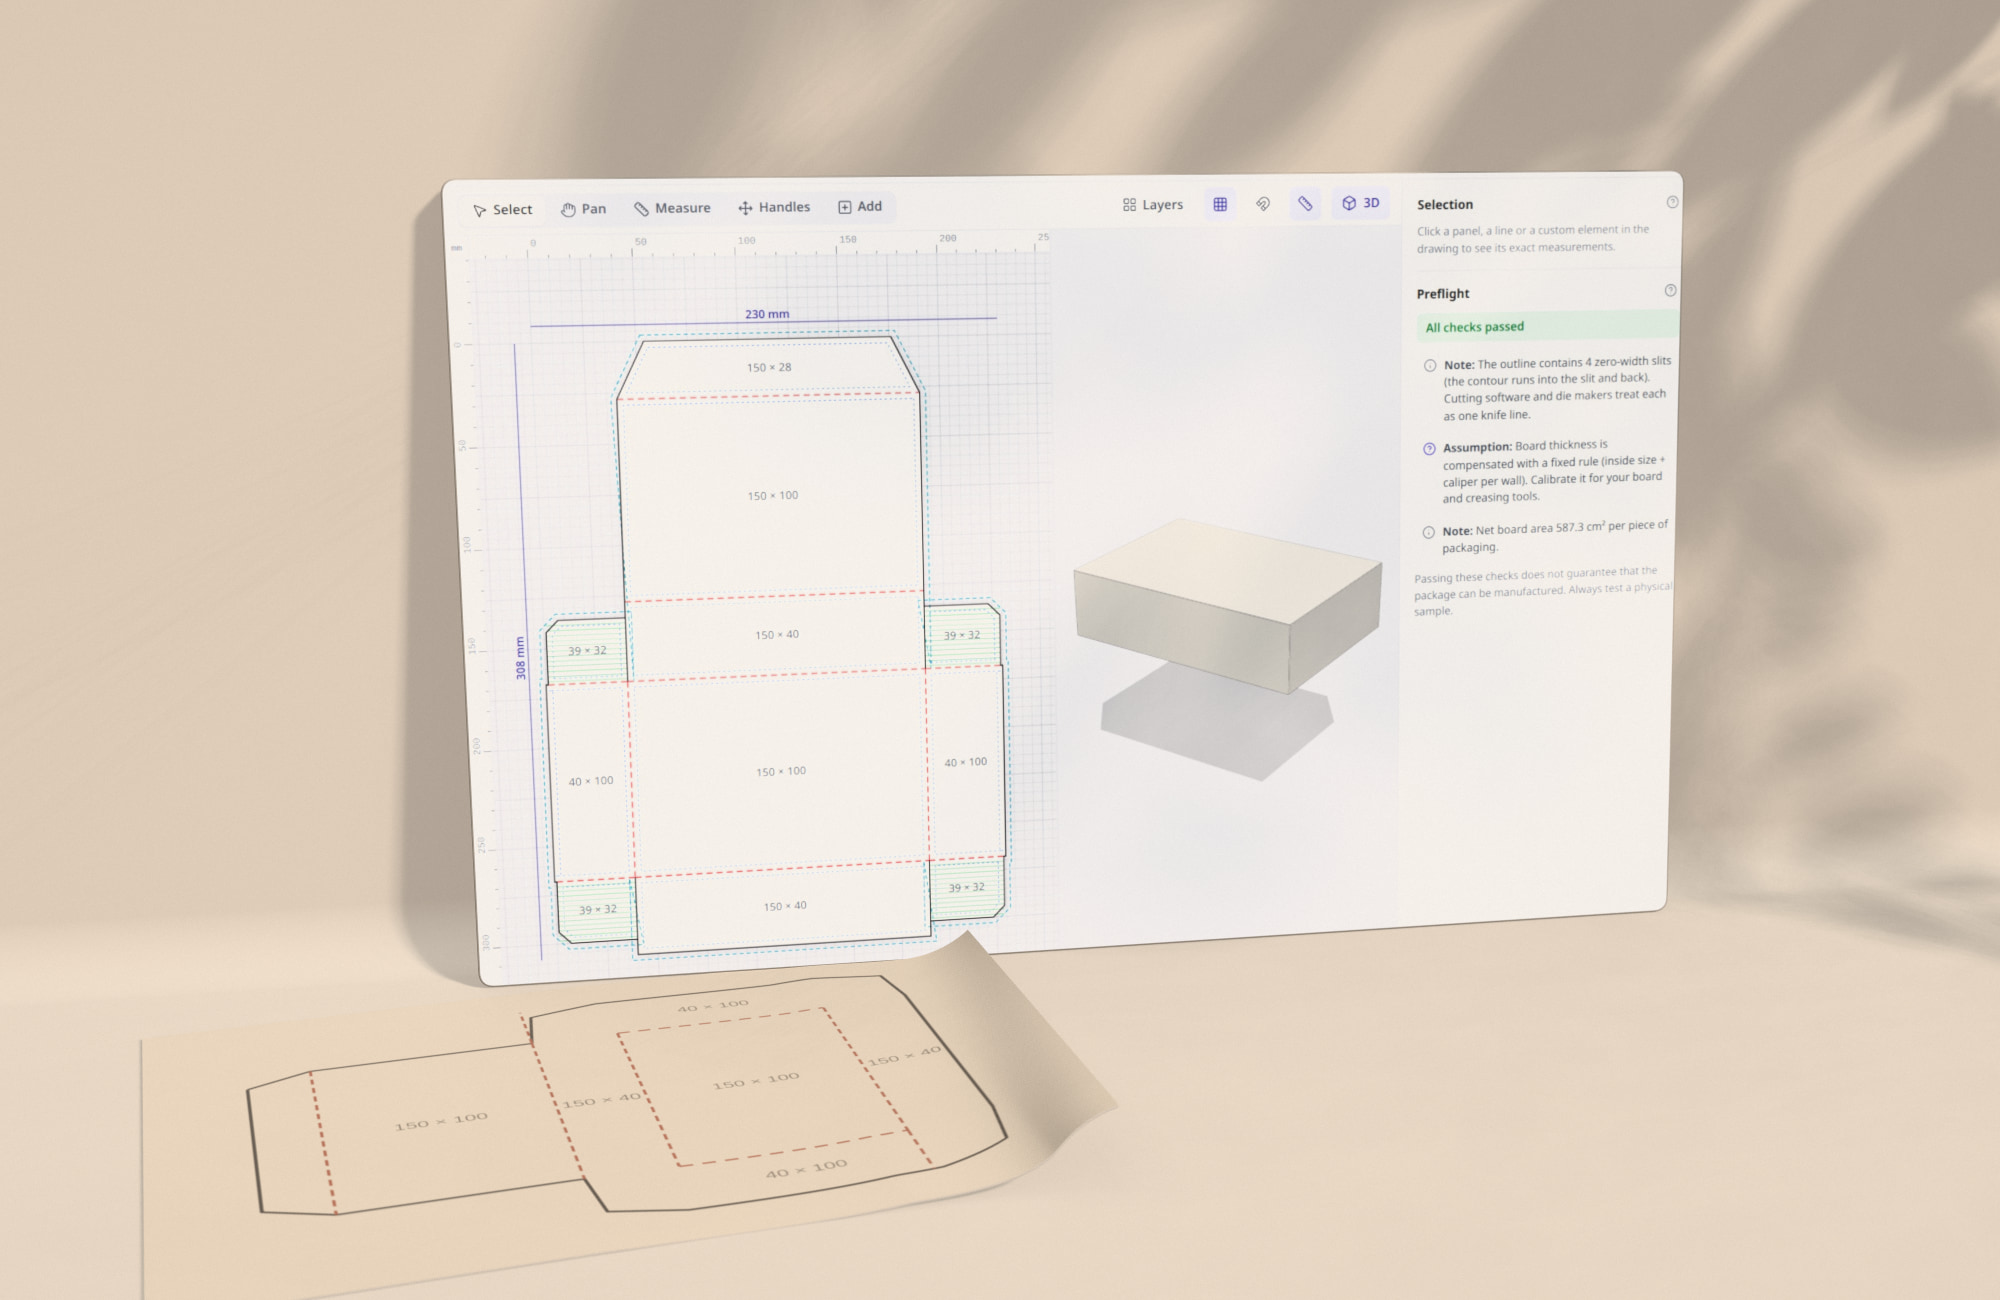 Select
Pan
Measure
Handles
Add
Layers
3D
mm
0
50
100
150
200
25
0
50
100
150
200
250
300
230 mm
308 mm
150 × 28
150 × 100
150 × 40
39 × 32
39 × 32
40 × 100
150 × 100
40 × 100
39 × 32
150 × 40
39 × 32
Selection
Click a panel, a line or a custom element in the
drawing to see its exact measurements.
Preflight
All checks passed
Note: The outline contains 4 zero-width slits
(the contour runs into the slit and back).
Cutting software and die makers treat each
as one knife line.
Assumption: Board thickness is
compensated with a fixed rule (inside size +
caliper per wall). Calibrate it for your board
and creasing tools.
Note: Net board area 587.3 cm² per piece of
packaging.
Passing these checks does not guarantee that the
package can be manufactured. Always test a physical
sample.
40 × 100
150 × 40
150 × 100
150 × 40
150 × 100
40 × 100